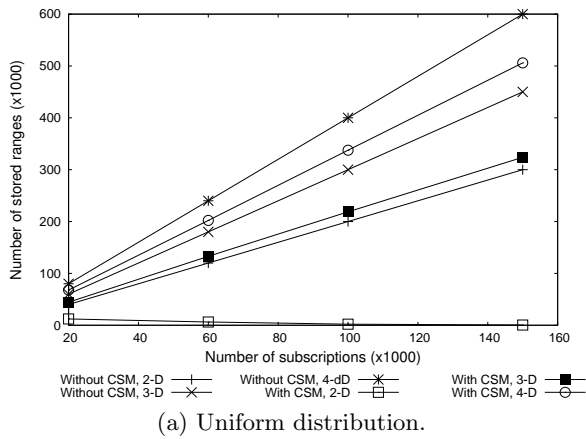 600
500
400
300
200
100
0
Number of stored ranges (x1000)
20 40 60 80 100 120 140 160
Number of subscriptions (x1000)
Without CSM, 2-D Without CSM, 4-dD With CSM, 3-D
Without CSM, 3-D With CSM, 2-D With CSM, 4-D
(a) Uniform distribution.